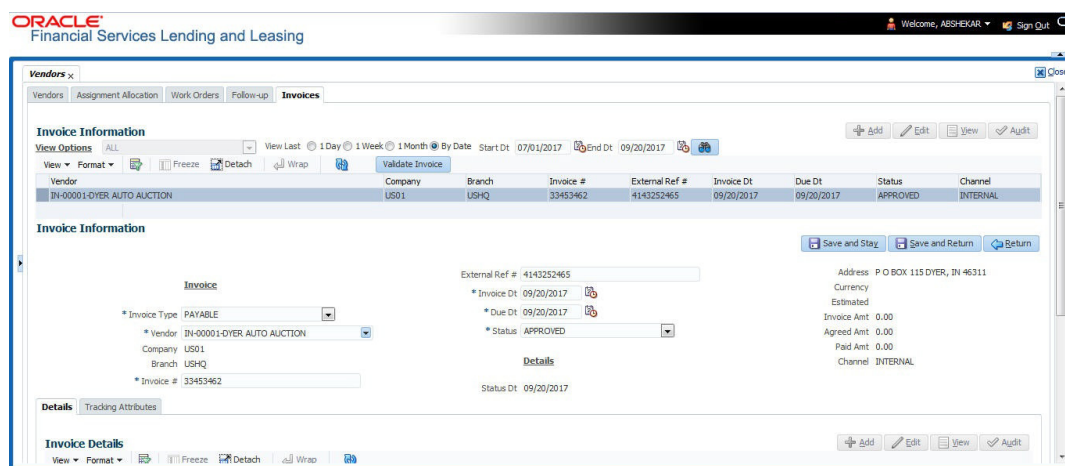 ORACLE®
Financial Services Lending and Leasing
Welcome, ABSHEKAR
Sign Out
Vendors x
Close
Vendors Assignment Allocation Work Orders Follow-up Invoices
Invoice Information
Add Edit View Audit
View Options ALL View Last 1 Day 1 Week 1 Month By Date Start Dt 07/01/2017 End Dt 09/20/2017
View Format Freeze Detach Wrap Validate Invoice
Vendor Company Branch Invoice # External Ref # Invoice Dt Due Dt Status Channel
IN-00001-DYER AUTO AUCTION US01 USHQ 33453462 4143252465 09/20/2017 09/20/2017 APPROVED INTERNAL
Invoice Information
Save and Stay Save and Return Return
Invoice
* Invoice Type PAYABLE
* Vendor IN-00001-DYER AUTO AUCTION
Company US01
Branch USHQ
* Invoice # 33453462
External Ref # 4143252465
* Invoice Dt 09/20/2017
* Due Dt 09/20/2017
* Status APPROVED
Details
Status Dt 09/20/2017
Address P O BOX 115 DYER, IN 46311
Currency
Estimated
Invoice Amt 0.00
Agreed Amt 0.00
Paid Amt 0.00
Channel INTERNAL
Details Tracking Attributes
Invoice Details
Add Edit View Audit
View Format Freeze Detach Wrap